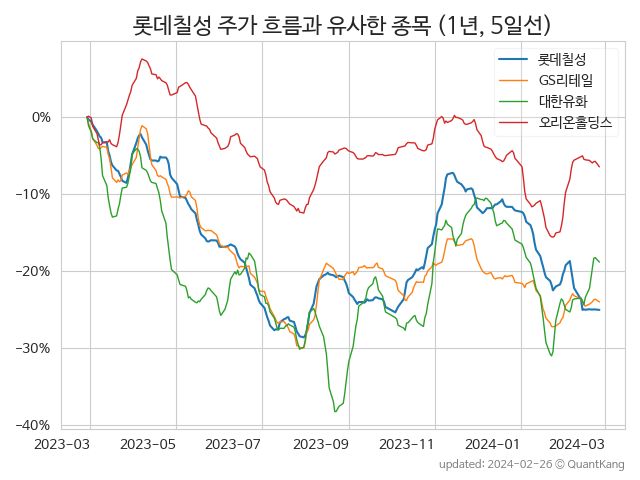 롯데칠성 주가 흐름과 유사한 종목 (1년, 5일선)
롯데칠성
GS리테일
대한유화
오리온홀딩스
0%
−10%
−20%
−30%
−40%
2023-03 2023-05 2023-07 2023-09 2023-11 2024-01 2024-03
updated: 2024-02-26 © QuantKang